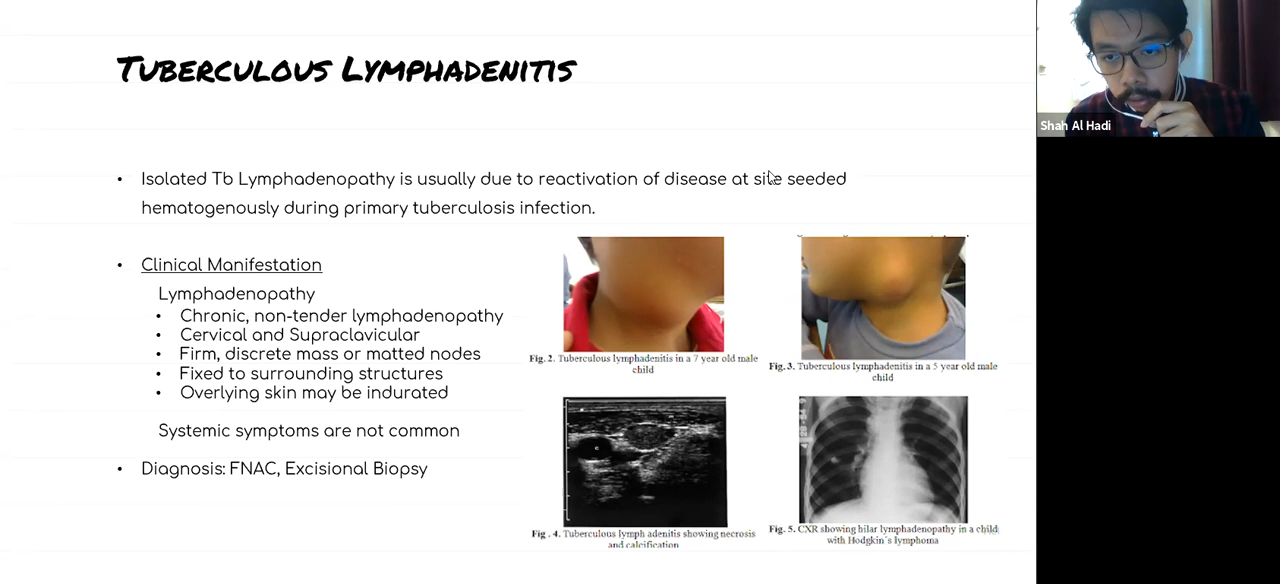 Tuberculous Lymphadenitis
Shah Al Hadi
• Isolated Tb Lymphadenopathy is usually due to reactivation of disease at site seeded
hematogenously during primary tuberculosis infection.
• Clinical Manifestation
Lymphadenopathy
• Chronic, non-tender lymphadenopathy
• Cervical and Supraclavicular
• Firm, discrete mass or matted nodes
• Fixed to surrounding structures
• Overlying skin may be indurated
Systemic symptoms are not common
• Diagnosis: FNAC, Excisional Biopsy
Fig. 2. Tuberculous lymphadenitis in a 7 year old male
child
Fig. 3. Tuberculous lymphadenitis in a 5 year old male
child
Fig . 4. Tuberculous lymph adenitis showing necrosis
and calcification
Fig. 5. CXR showing hilar lymphadenopathy in a child
with Hodgkin's lymphoma